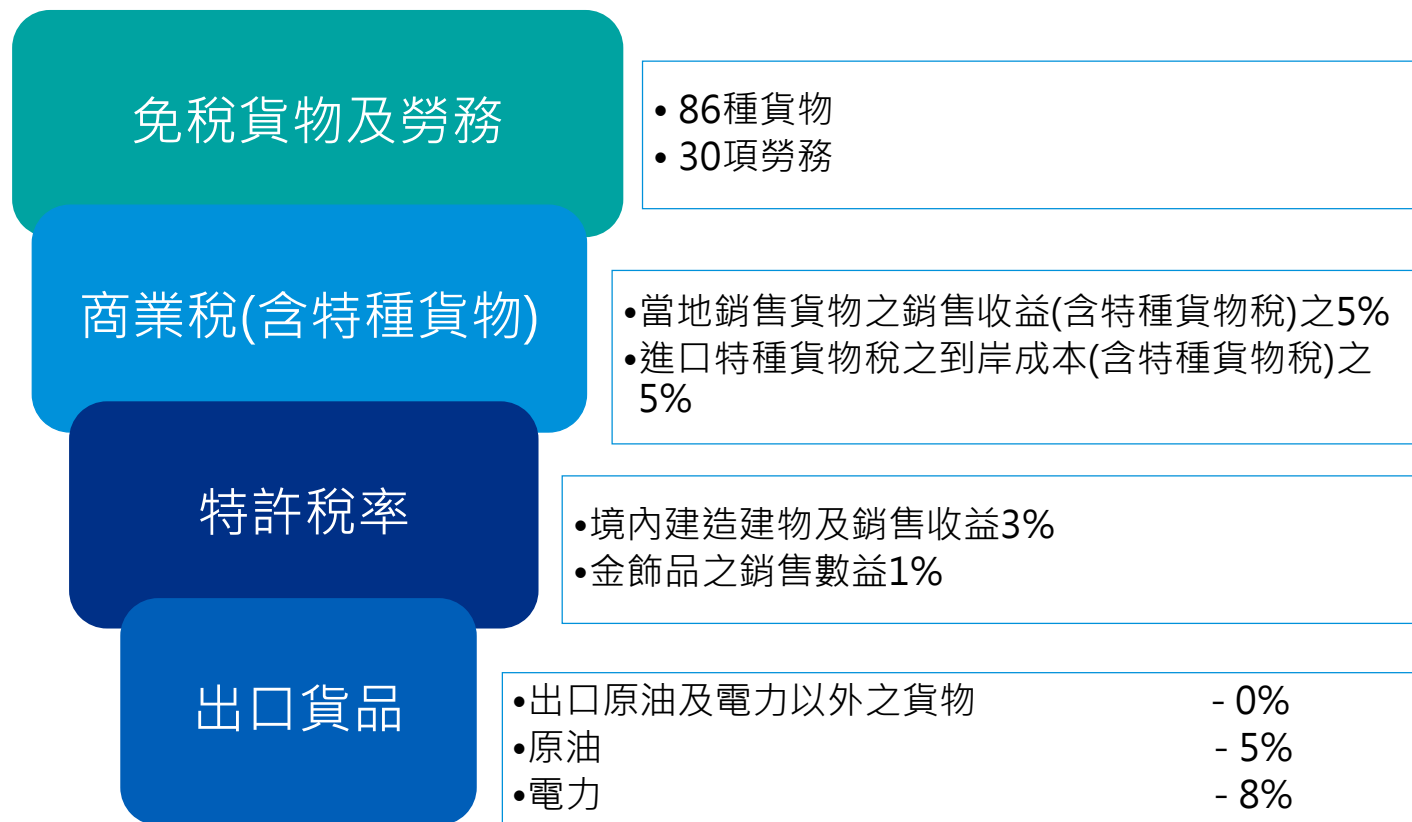 免稅貨物及勞務
• 86種貨物
• 30項勞務
商業稅(含特種貨物)
•當地銷售貨物之銷售收益(含特種貨物稅)之5%
•進口特種貨物稅之到岸成本(含特種貨物稅)之
5%
特許稅率
•境內建造建物及銷售收益3%
•金飾品之銷售數益1%
出口貨品
•出口原油及電力以外之貨物 - 0%
•原油 - 5%
•電力 - 8%